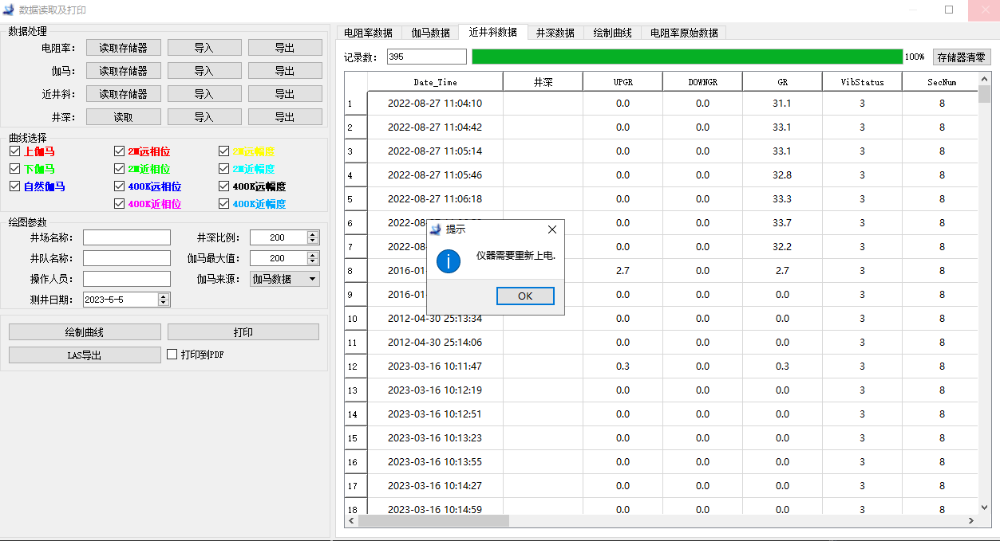 数据读取及打印
数据处理
电阻率: 读取存储器 导入 导出
伽马: 读取存储器 导入 导出
近井斜: 读取存储器 导入 导出
井深: 读取 导入 导出
曲线选择
上伽马 2M远相位 2M远幅度
下伽马 2M近相位 2M近幅度
自然伽马 400K远相位 400K远幅度
400K近相位 400K近幅度
绘图参数
井场名称: 井深比例: 200
井队名称: 伽马最大值: 200
操作人员: 伽马来源: 伽马数据
测井日期: 2023-5-5
绘制曲线 打印
LAS导出 打印到PDF
电阻率数据 伽马数据 近井斜数据 井深数据 绘制曲线 电阻率原始数据
记录数: 395 100% 存储器清零
Date_Time 井深 UPGR DOWNGR GR VibStatus SecNum
1 2022-08-27 11:04:10 0.0 0.0 31.1 3 8
2 2022-08-27 11:04:42 0.0 0.0 33.1 3 8
3 2022-08-27 11:05:14 0.0 0.0 33.1 3 8
4 2022-08-27 11:05:46 0.0 0.0 32.8 3 8
5 2022-08-27 11:06:18 0.0 0.0 33.3 3 8
6 2022-08 0.0 0.0 33.7 3 8
7 2022-08 0.0 0.0 32.2 3 8
8 2016-01 2.7 0.0 2.7 3 8
9 2016-01 0.0 0.0 0.0 3 8
10 2012-04-30 25:13:34 0.0 0.0 0.0 3 8
11 2012-04-30 25:14:06 0.0 0.0 0.0 3 8
12 2023-03-16 10:11:47 0.3 0.0 0.3 3 8
13 2023-03-16 10:12:19 0.0 0.0 0.0 3 8
14 2023-03-16 10:12:51 0.0 0.0 0.0 3 8
15 2023-03-16 10:13:23 0.0 0.0 0.0 3 8
16 2023-03-16 10:13:55 0.0 0.0 0.0 3 8
17 2023-03-16 10:14:27 0.0 0.0 0.0 3 8
18 2023-03-16 10:14:59 0.0 0.0 0.0 3 8
提示
仪器需要重新上电.
OK